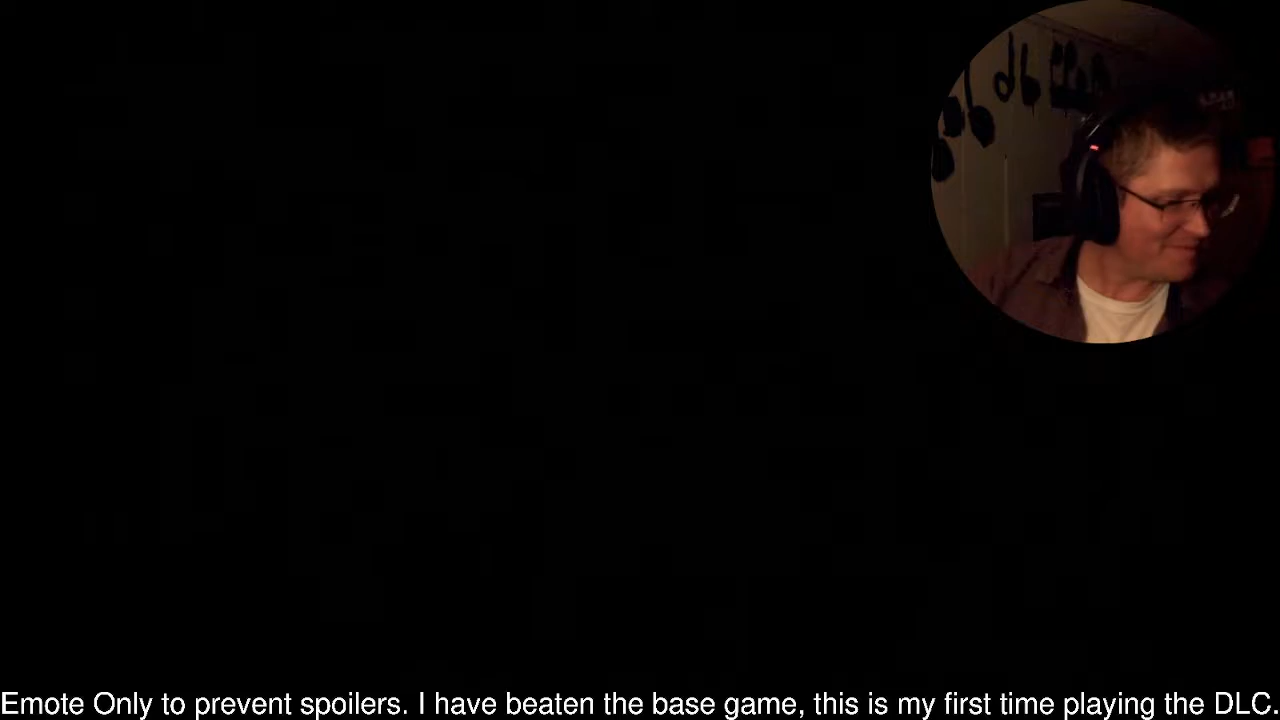 Emote Only to prevent spoilers. I have beaten the base game, this is my first time playing the DLC.